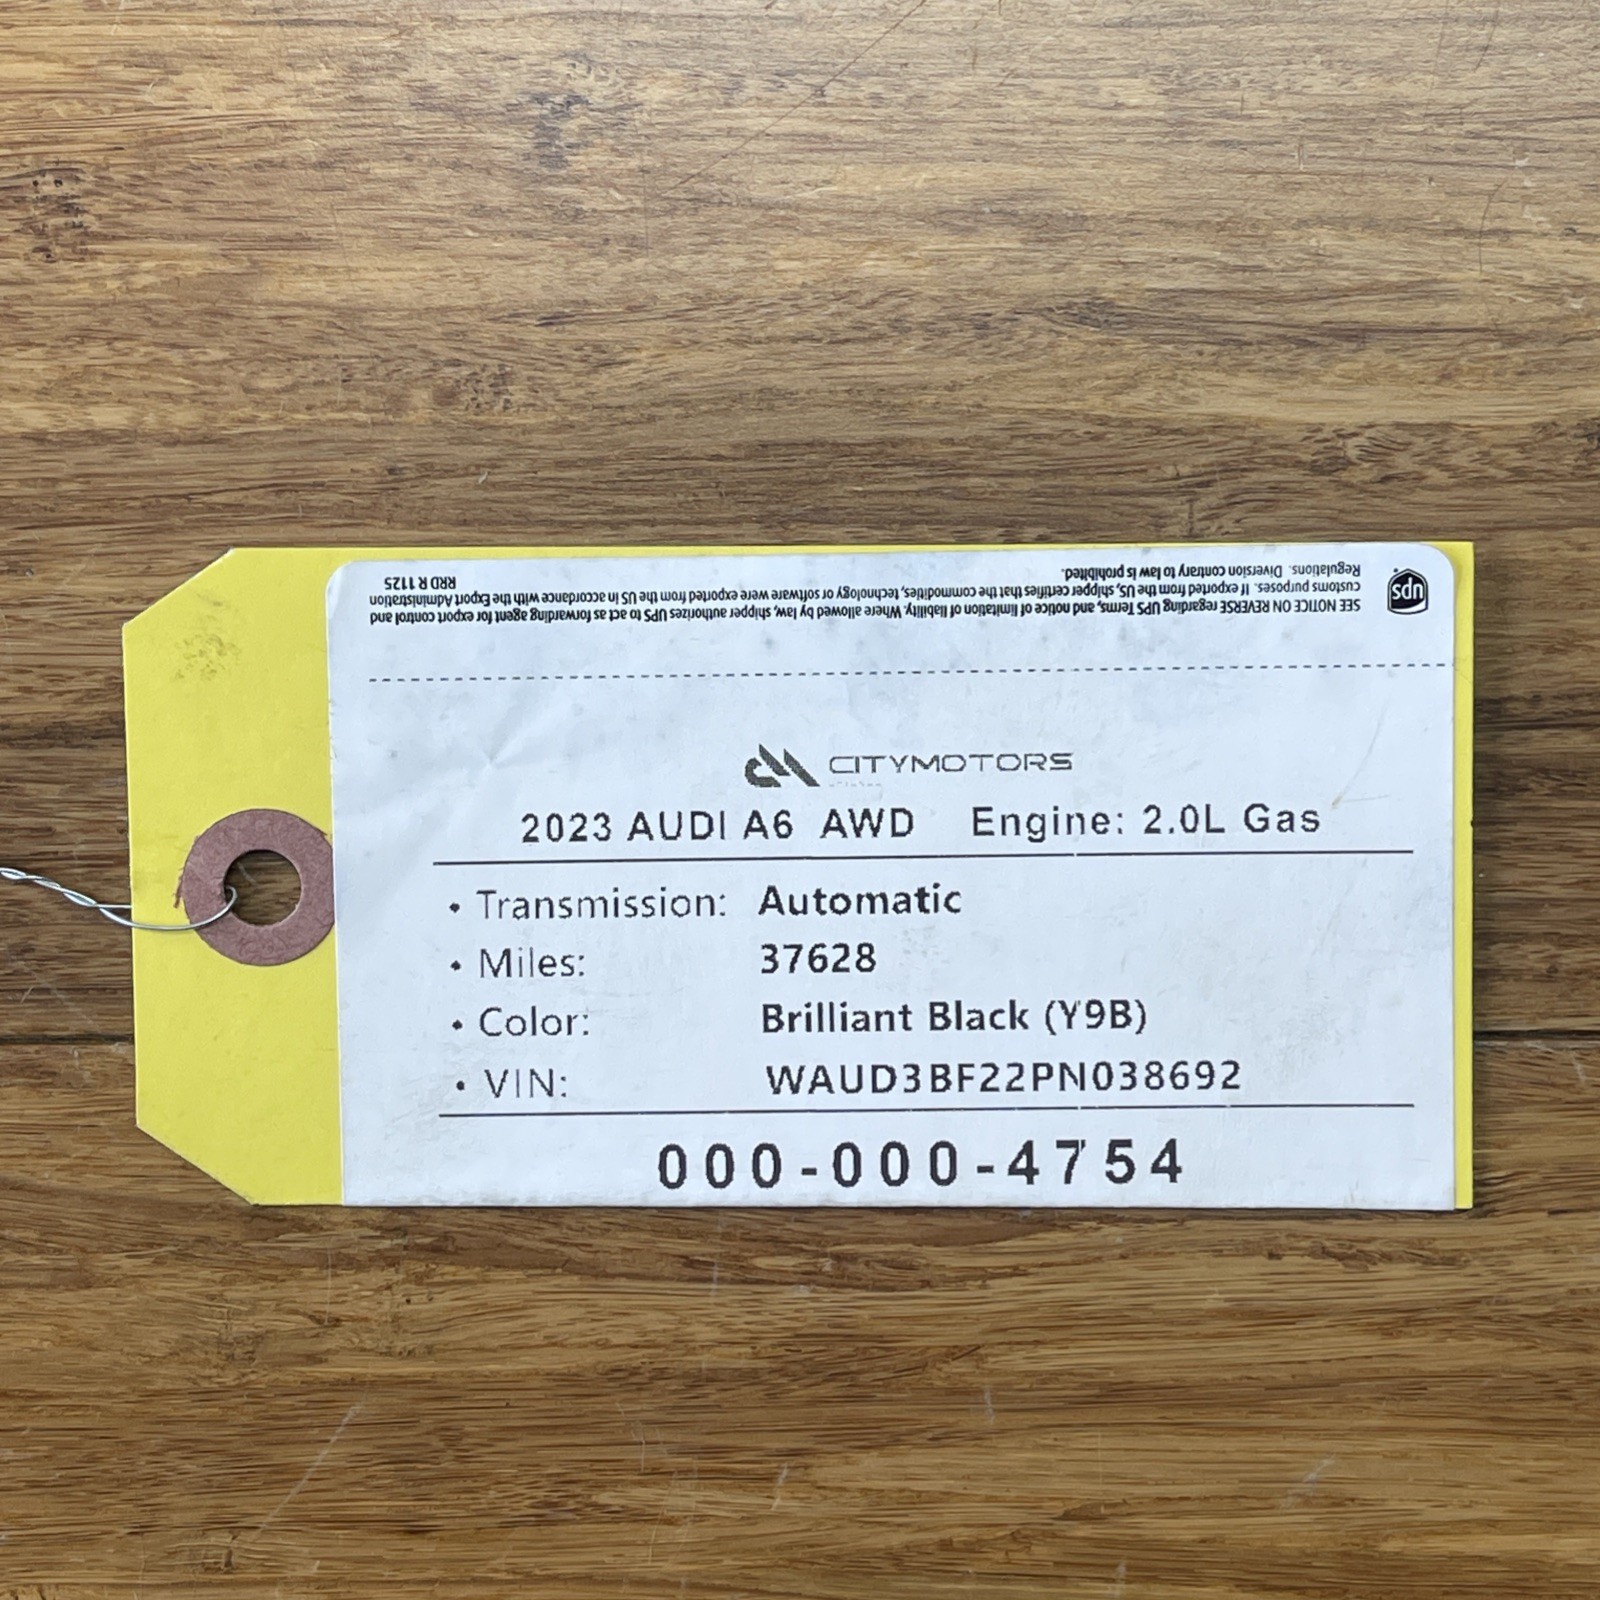 SEE NOTICE ON REVERSE regarding UPS Terms, and notice of limitation of liability. Where allowed by law, shipper authorizes UPS to act as forwarding agent for export control and
customs purposes. If exported from the US, shipper certifies that the commodities, technology or software were exported from the US in accordance with the Export Administration
Regulations. Diversion contrary to law is prohibited.
RRD R 1125
ups
CITYMOTORS
2023 AUDI A6 AWD Engine: 2.0L Gas
• Transmission: Automatic
• Miles: 37628
• Color: Brilliant Black (Y9B)
• VIN: WAUD3BF22PN038692
000-000-4754